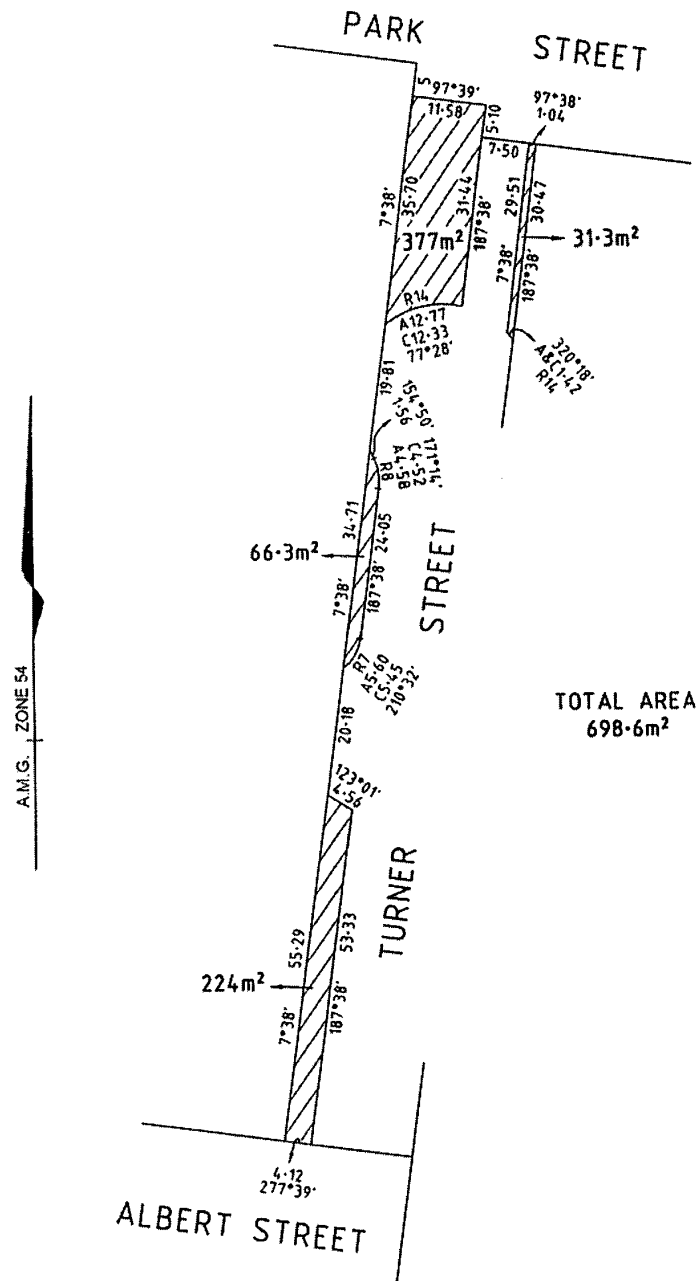 PARK STREET
5
97°39'
11·58
5·10
7·50
97°38'
1·04
7°38'
35·70
31·44
187°38'
377m²
29·51
30·47
7°38'
187°38'
31·3m²
R14
A12·77
C12·33
77°28'
320°18'
A&C1·42
R14
19·81
154°50'
1·56
171°14'
C4·52
A4·58
R8
34·71
24·05
66·3m²
7°38'
187°38'
R7
A5·60
C5·45
210°32'
20·18
TURNER STREET
TOTAL AREA
698·6m²
A.M.G. ZONE 54
123°01'
4·56
55·29
53·33
224m²
7°38'
187°38'
4·12
277°39'
ALBERT STREET